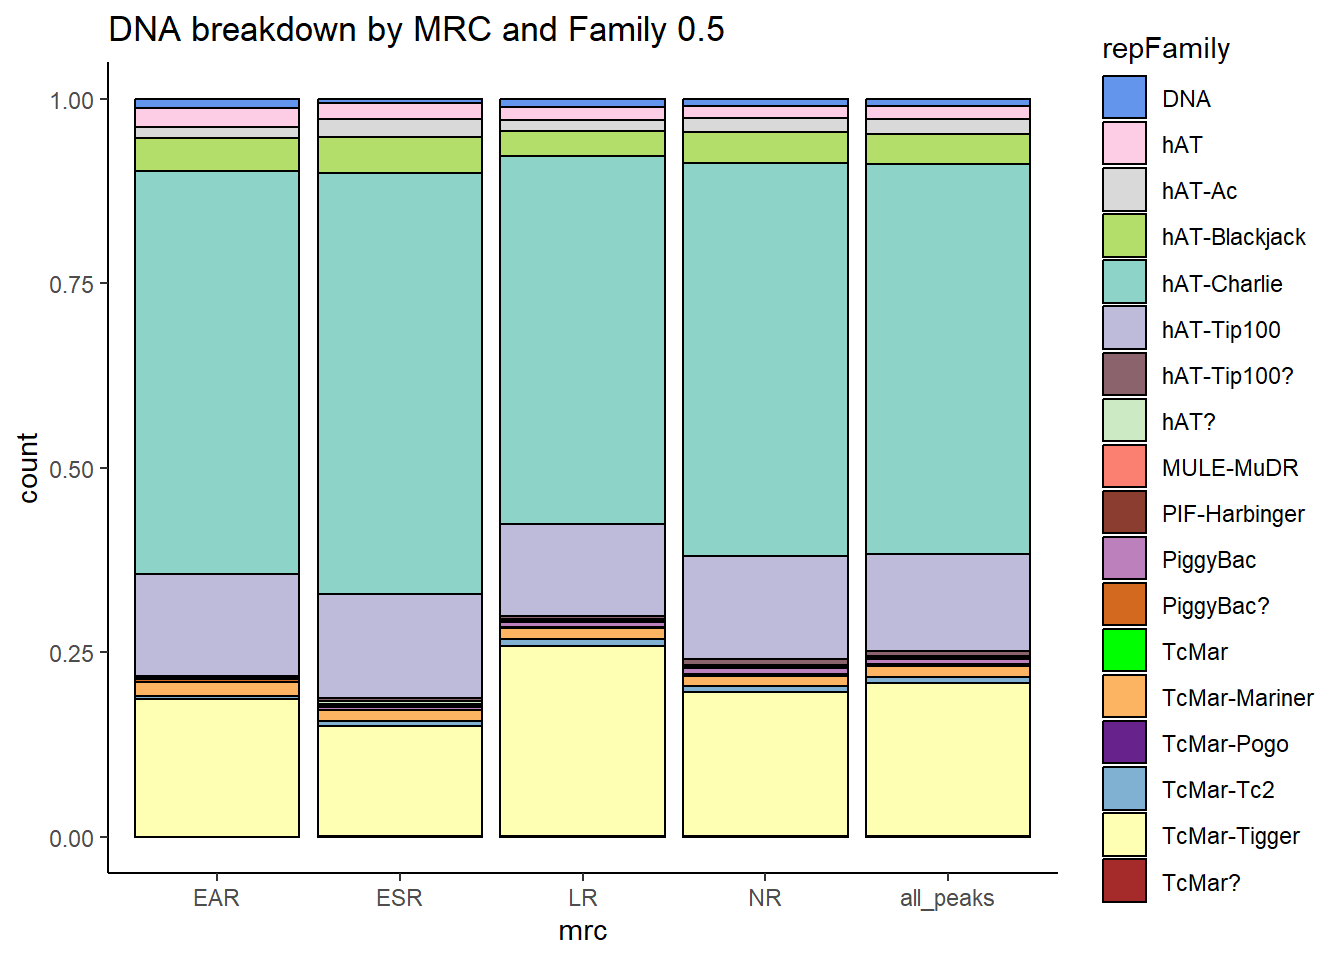 DNA breakdown by MRC and Family 0.5
1.00
0.75
0.50
0.25
0.00
count
EAR
ESR
LR
NR
all_peaks
mrc
repFamily
DNA
hAT
hAT-Ac
hAT-Blackjack
hAT-Charlie
hAT-Tip100
hAT-Tip100?
hAT?
MULE-MuDR
PIF-Harbinger
PiggyBac
PiggyBac?
TcMar
TcMar-Mariner
TcMar-Pogo
TcMar-Tc2
TcMar-Tigger
TcMar?